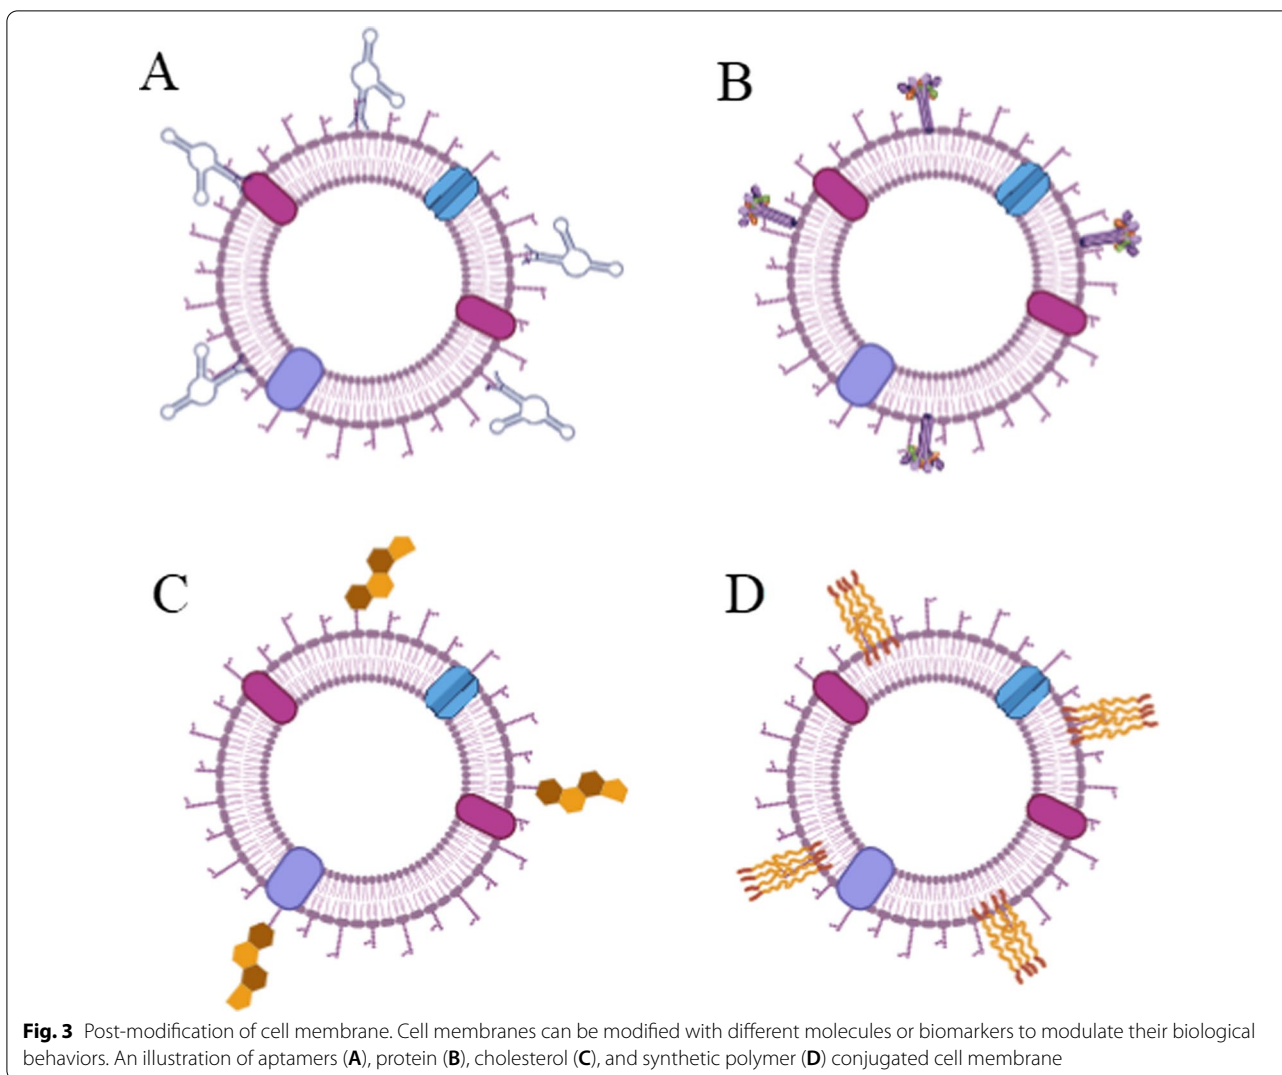 A
B
C
D
Fig. 3 Post-modification of cell membrane. Cell membranes can be modified with different molecules or biomarkers to modulate their biological
behaviors. An illustration of aptamers (A), protein (B), cholesterol (C), and synthetic polymer (D) conjugated cell membrane